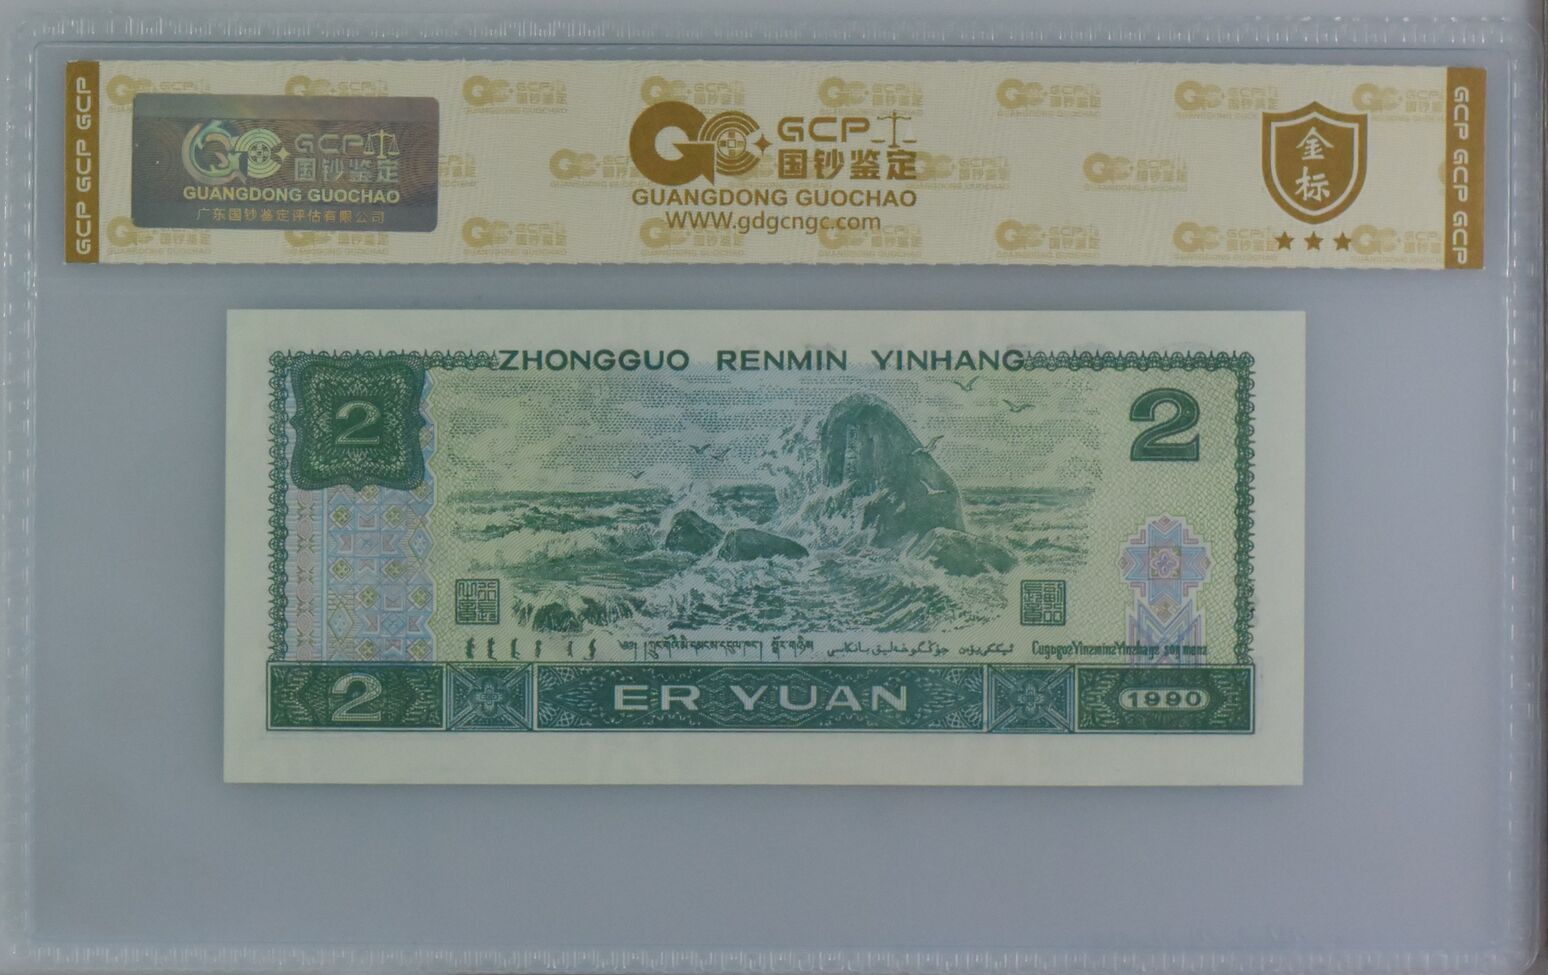 GCP GCP GCP
GCP
国钞鉴定
GUANGDONG GUOCHAO
广东国钞鉴定评估有限公司
GCP
国钞鉴定
GUANGDONG GUOCHAO
WWW.gdgcngc.com
金标
GCP GCP GCP
ZHONGGUO RENMIN YINHANG
2
2
2
ER YUAN
1990